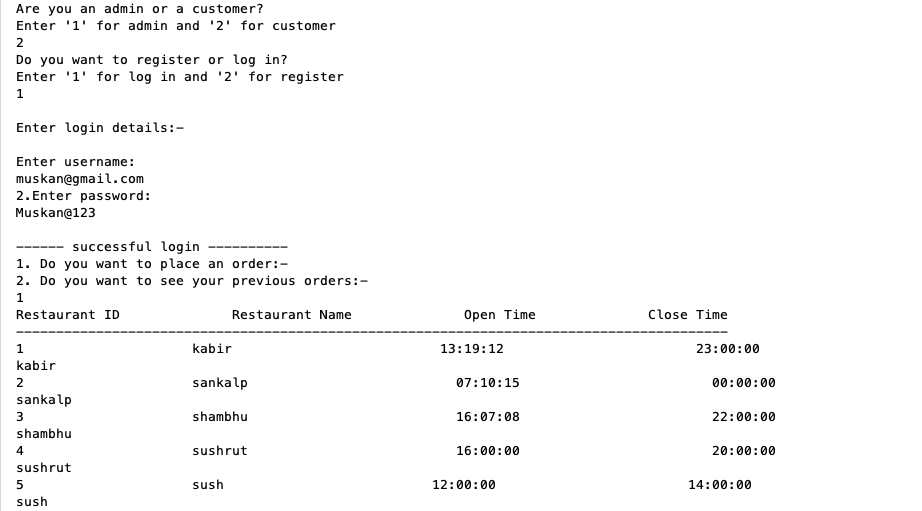 Are you an admin or a customer?
Enter '1' for admin and '2' for customer
2
Do you want to register or log in?
Enter '1' for log in and '2' for register
1
Enter login details:-
Enter username:
muskan@gmail.com
2.Enter password:
Muskan@123
------ successful login ----------
1. Do you want to place an order:-
2. Do you want to see your previous orders:-
1
Restaurant ID              Restaurant Name              Open Time              Close Time
-----------------------------------------------------------------------------------------
1                     kabir                          13:19:12                        23:00:00
kabir
2                     sankalp                          07:10:15                        00:00:00
sankalp
3                     shambhu                          16:07:08                        22:00:00
shambhu
4                     sushrut                          16:00:00                        20:00:00
sushrut
5                     sush                          12:00:00                        14:00:00
sush